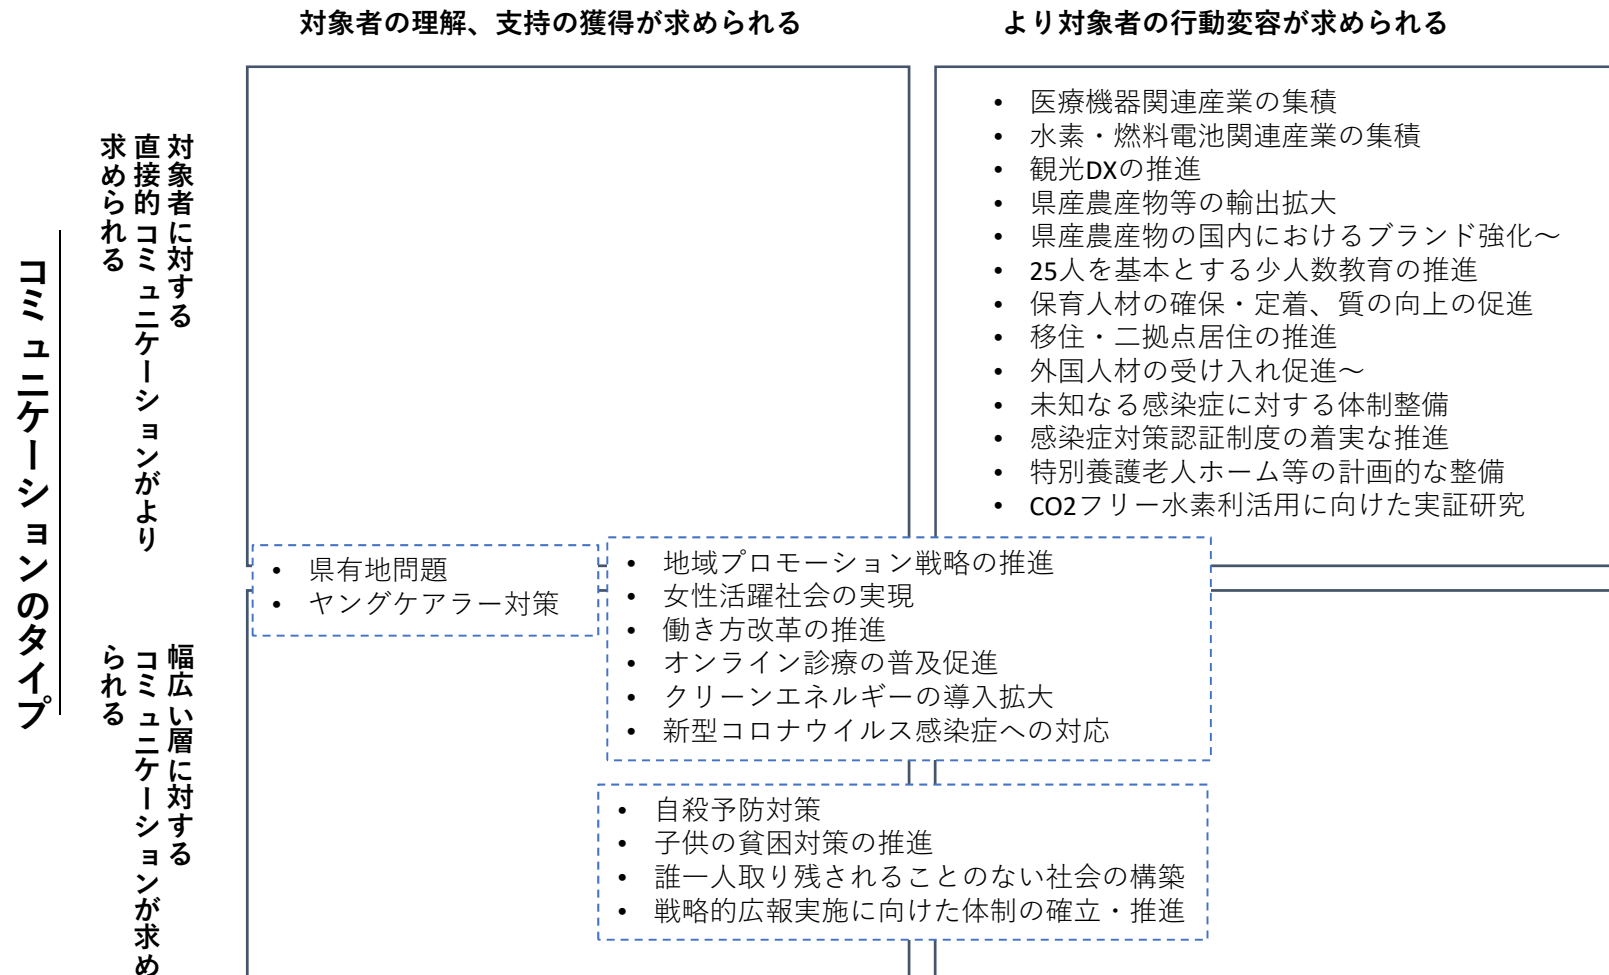 対象者の理解、支持の獲得が求められる
より対象者の行動変容が求められる
コミュニケーションのタイプ
対象者に対する
直接的コミュニケーションがより
求められる
• 医療機器関連産業の集積
• 水素・燃料電池関連産業の集積
• 観光DXの推進
• 県産農産物等の輸出拡大
• 県産農産物の国内におけるブランド強化~
• 25人を基本とする少人数教育の推進
• 保育人材の確保・定着、質の向上の促進
• 移住・二拠点居住の推進
• 外国人材の受け入れ促進~
• 未知なる感染症に対する体制整備
• 感染症対策認証制度の着実な推進
• 特別養護老人ホーム等の計画的な整備
• CO2フリー水素利活用に向けた実証研究
• 県有地問題
• ヤングケアラー対策
• 地域プロモーション戦略の推進
• 女性活躍社会の実現
• 働き方改革の推進
• オンライン診療の普及促進
• クリーンエネルギーの導入拡大
• 新型コロナウイルス感染症への対応
幅広い層に対する
コミュニケーションが求め
られる
• 自殺予防対策
• 子供の貧困対策の推進
• 誰一人取り残されることのない社会の構築
• 戦略的広報実施に向けた体制の確立・推進